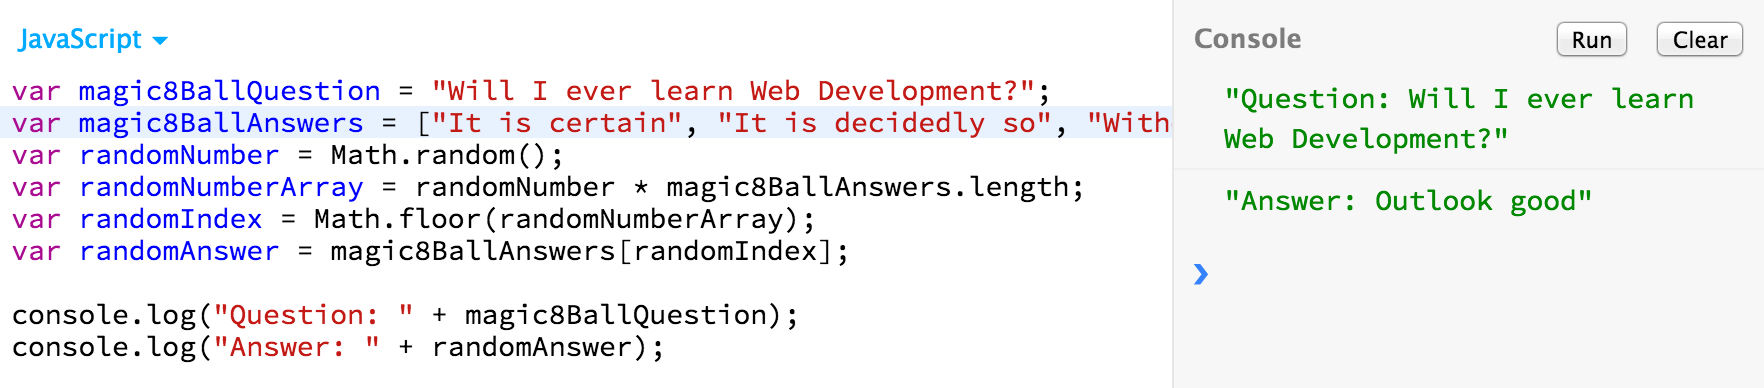 JavaScript
var magic8BallQuestion = "Will I ever learn Web Development?";
var magic8BallAnswers = ["It is certain", "It is decidedly so", "With
var randomNumber = Math.random();
var randomNumberArray = randomNumber * magic8BallAnswers.length;
var randomIndex = Math.floor(randomNumberArray);
var randomAnswer = magic8BallAnswers[randomIndex];
console.log("Question: " + magic8BallQuestion);
console.log("Answer: " + randomAnswer);
Console Run Clear
"Question: Will I ever learn
Web Development?"
"Answer: Outlook good"